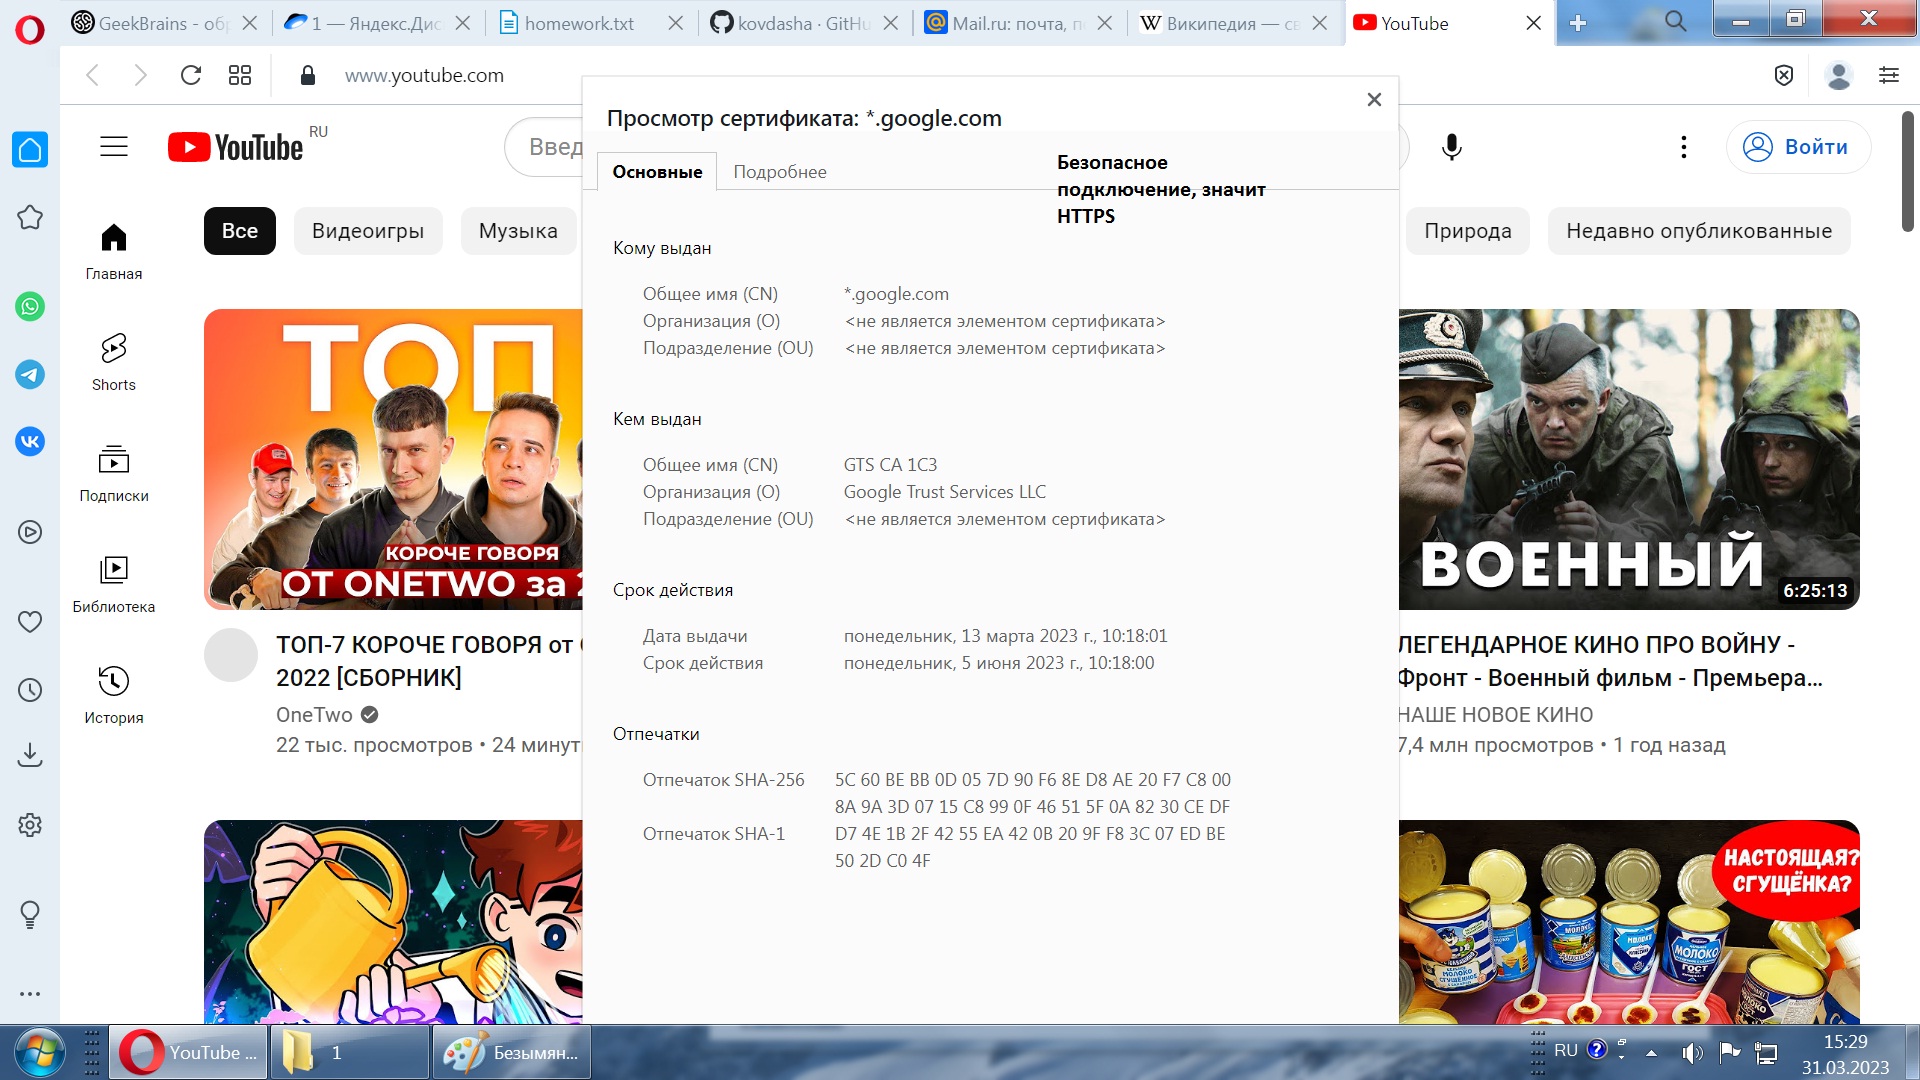 GeekBrains - обр
1 — Яндекс.Дис
homework.txt
kovdasha · GitHu
Mail.ru: почта, п
Википедия — св
YouTube
www.youtube.com
YouTube RU
Введ
Войти
Просмотр сертификата: *.google.com
Основные
Подробнее
Безопасное
подключение, значит
HTTPS
Все
Видеоигры
Музыка
Природа
Недавно опубликованные
Главная
Shorts
Подписки
Библиотека
История
Кому выдан
Общее имя (CN) *.google.com
Организация (O) <не является элементом сертификата>
Подразделение (OU) <не является элементом сертификата>
Кем выдан
Общее имя (CN) GTS CA 1C3
Организация (O) Google Trust Services LLC
Подразделение (OU) <не является элементом сертификата>
Срок действия
Дата выдачи понедельник, 13 марта 2023 г., 10:18:01
Срок действия понедельник, 5 июня 2023 г., 10:18:00
Отпечатки
Отпечаток SHA-256 5C 60 BE BB 0D 05 7D 90 F6 8E D8 AE 20 F7 C8 00
8A 9A 3D 07 15 C8 99 0F 46 51 5F 0A 82 30 CE DF
Отпечаток SHA-1 D7 4E 1B 2F 42 55 EA 42 0B 20 9F F8 3C 07 ED BE
50 2D C0 4F
ТОП
КОРОЧЕ ГОВОРЯ
ОТ ONETWO за 2
ТОП-7 КОРОЧЕ ГОВОРЯ от
2022 [СБОРНИК]
OneTwo
22 тыс. просмотров • 24 минут
ВОЕННЫЙ
6:25:13
ЛЕГЕНДАРНОЕ КИНО ПРО ВОЙНУ -
Фронт - Военный фильм - Премьера...
НАШЕ НОВОЕ КИНО
7,4 млн просмотров • 1 год назад
НАСТОЯЩАЯ?
СГУЩЁНКА?
МОЛОКО
МОЛОКО
МОЛОКО
МОЛОКО
ГОСТ
YouTube ...
1
Безымян...
RU
15:29
31.03.2023